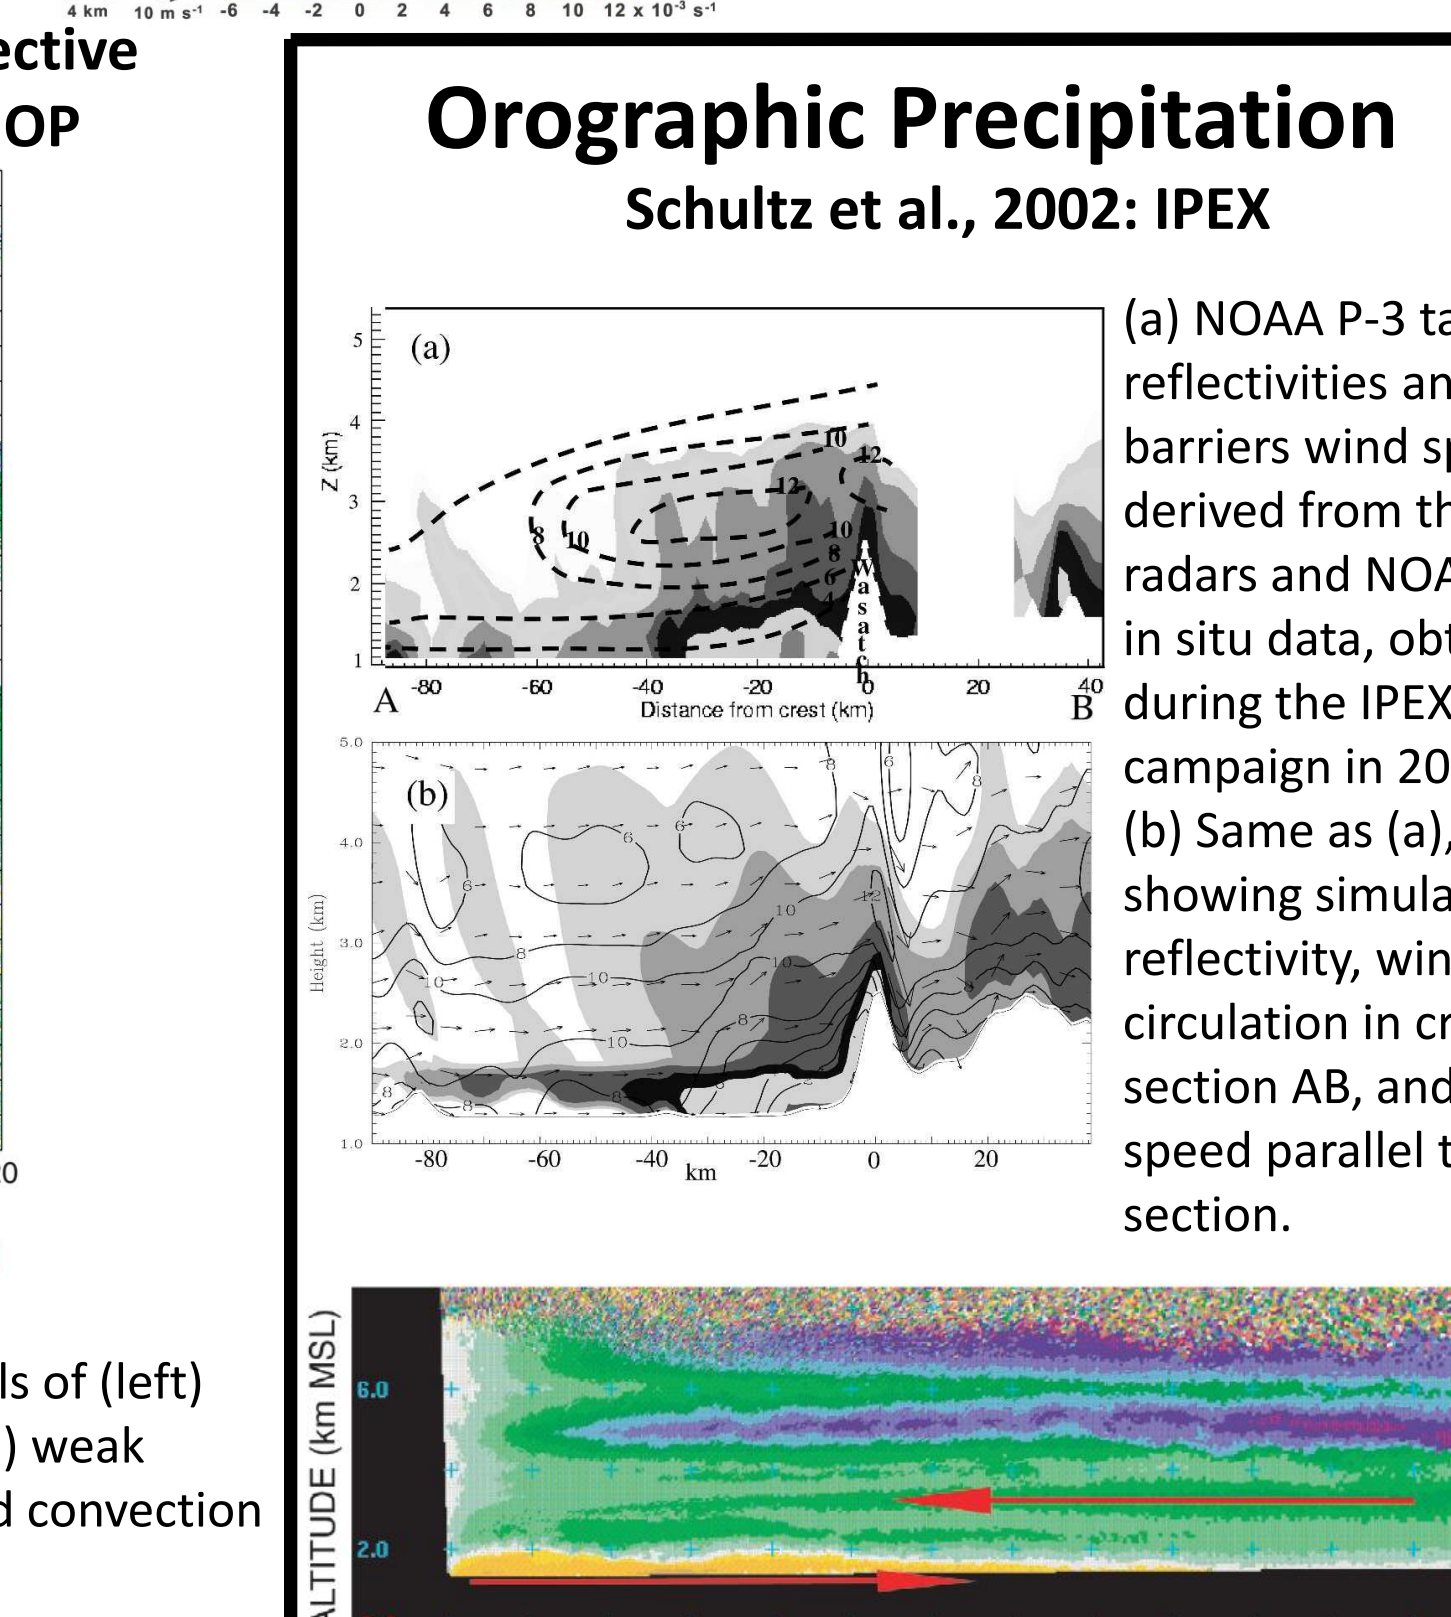 4 km 10 m s-1 -6 -4 -2 0 2 4 6 8 10 12 x 10-3 s-1
ective
OP
20
ls of (left)
) weak
d convection
Orographic Precipitation
Schultz et al., 2002: IPEX
(a)
5
4
3
2
1
Z (km)
10
12
12
8
10
10
8
6
4
Wasatch
-80 -60 -40 -20 0 20 40
A Distance from crest (km) B
(b)
5.0
4.0
3.0
2.0
1.0
Height (km)
8 6 8
6 6
6
12
10
8
10
10 10
8
8
10
8
8 8
-80 -60 -40 -20 0 20
km
(a) NOAA P-3 ta
reflectivities an
barriers wind sp
derived from th
radars and NOA
in situ data, obt
during the IPEX
campaign in 20
(b) Same as (a),
showing simula
reflectivity, win
circulation in cr
section AB, and
speed parallel t
section.
ALTITUDE (km MSL)
6.0
2.0